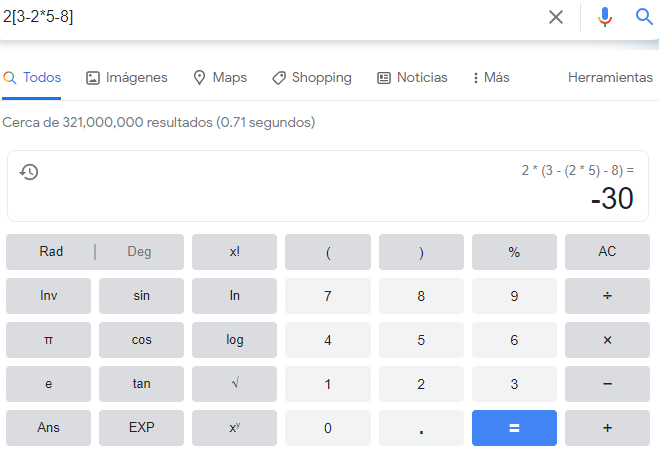 2[3-2*5-8]
Todos Imágenes Maps Shopping Noticias Más Herramientas
Cerca de 321,000,000 resultados (0.71 segundos)
2 * (3 - (2 * 5) - 8) =
-30
Rad | Deg x! ( ) % AC
Inv sin ln 7 8 9 ÷
π cos log 4 5 6 ×
e tan √ 1 2 3 −
Ans EXP xʸ 0 . = +